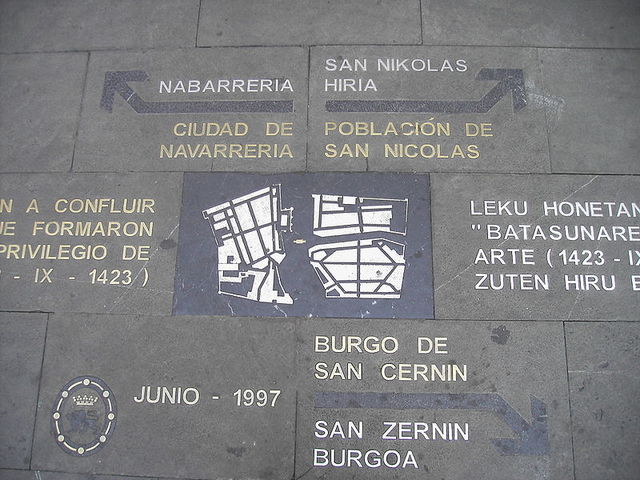 NABARRERIA
CIUDAD DE
NAVARRERIA
SAN NIKOLAS
HIRIA
POBLACIÓN DE
SAN NICOLAS
N A CONFLUIR
UE FORMARON
PRIVILEGIO DE
- IX - 1423 )
LEKU HONETAN
"BATASUNARE
ARTE ( 1423 - IX
ZUTEN HIRU E
JUNIO - 1997
BURGO DE
SAN CERNIN
SAN ZERNIN
BURGOA